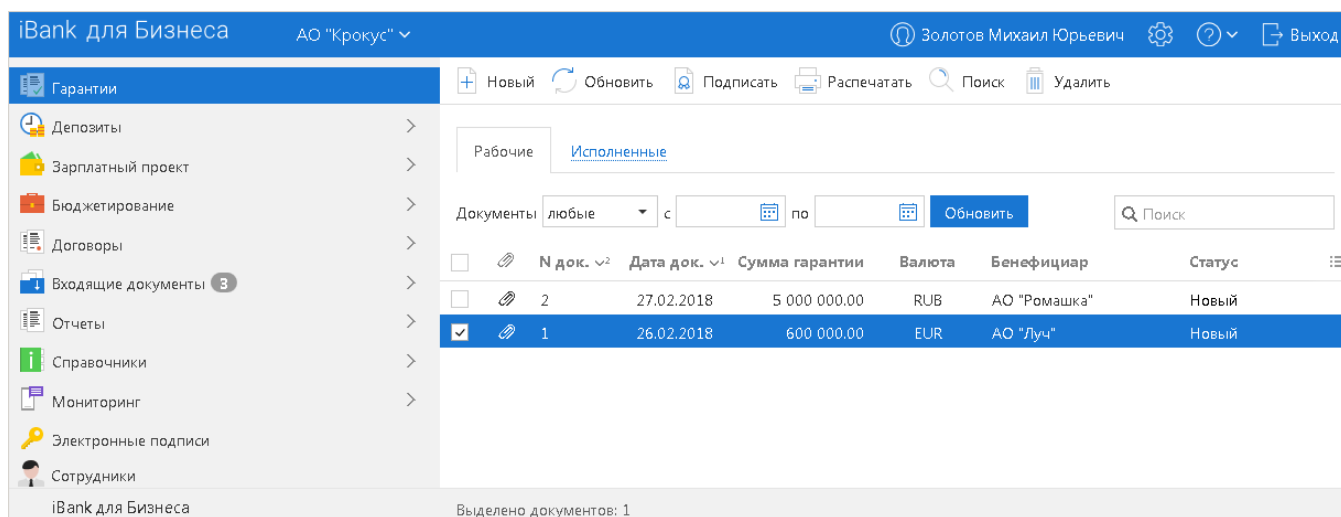 iBank для Бизнеса АО "Крокус" Золотов Михаил Юрьевич Выход
Гарантии
Депозиты
Зарплатный проект
Бюджетирование
Договоры
Входящие документы 3
Отчеты
Справочники
Мониторинг
Электронные подписи
Сотрудники
iBank для Бизнеса
Новый Обновить Подписать Распечатать Поиск Удалить
Рабочие Исполненные
Документы любые с по Обновить Поиск
N док. 2 Дата док. 1 Сумма гарантии Валюта Бенефициар Статус
2 27.02.2018 5 000 000.00 RUB АО "Ромашка" Новый
1 26.02.2018 600 000.00 EUR АО "Луч" Новый
Выделено документов: 1